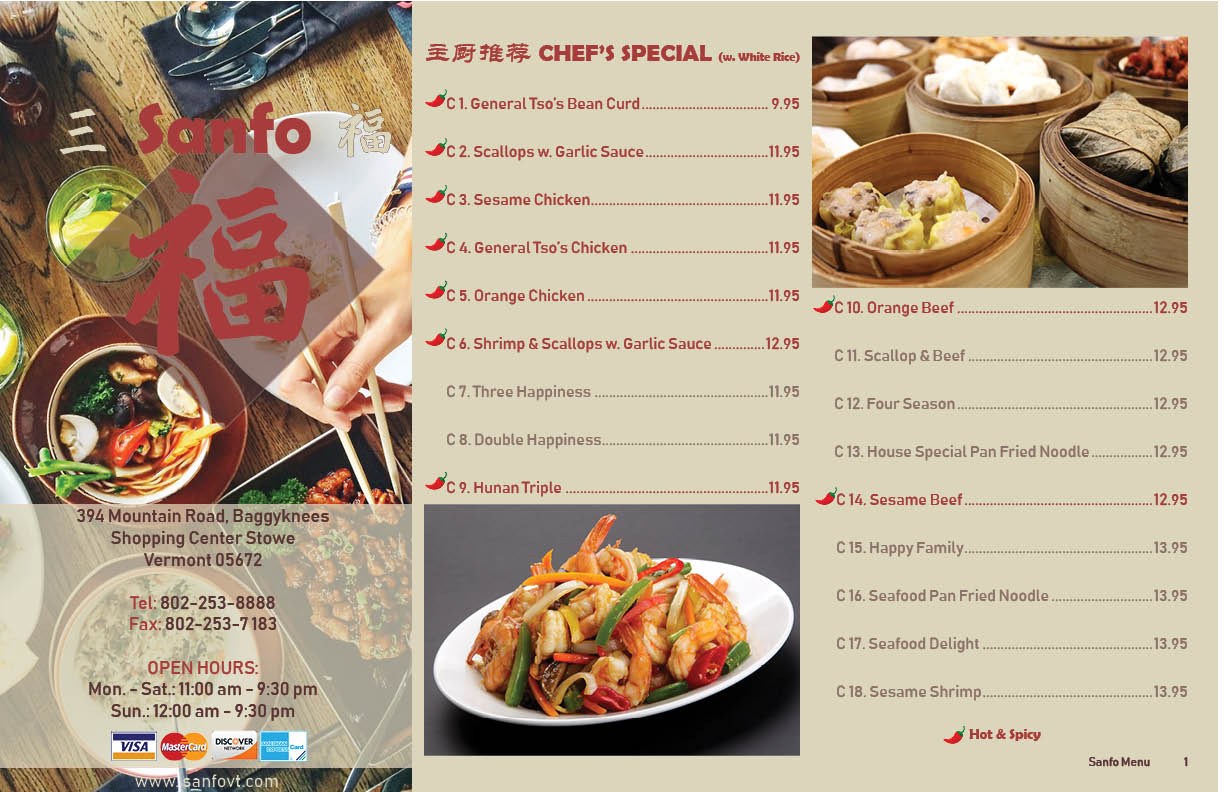 三 Sanfo 福
福
394 Mountain Road, Baggyknees
Shopping Center Stowe
Vermont 05672
Tel: 802-253-8888
Fax: 802-253-7183
OPEN HOURS:
Mon. - Sat.: 11:00 am - 9:30 pm
Sun.: 12:00 am - 9:30 pm
VISA MasterCard DISCOVER NETWORK AMERICAN EXPRESS Card
www.sanfovt.com
主厨推荐 CHEF'S SPECIAL (w. White Rice)
C 1. General Tso's Bean Curd................................... 9.95
C 2. Scallops w. Garlic Sauce..................................11.95
C 3. Sesame Chicken.................................................11.95
C 4. General Tso's Chicken ......................................11.95
C 5. Orange Chicken ..................................................11.95
C 6. Shrimp & Scallops w. Garlic Sauce ..............12.95
C 7. Three Happiness ................................................11.95
C 8. Double Happiness..............................................11.95
C 9. Hunan Triple ........................................................11.95
C 10. Orange Beef ......................................................12.95
C 11. Scallop & Beef ...................................................12.95
C 12. Four Season......................................................12.95
C 13. House Special Pan Fried Noodle.................12.95
C 14. Sesame Beef....................................................12.95
C 15. Happy Family....................................................13.95
C 16. Seafood Pan Fried Noodle ............................13.95
C 17. Seafood Delight ...............................................13.95
C 18. Sesame Shrimp...............................................13.95
Hot & Spicy
Sanfo Menu 1